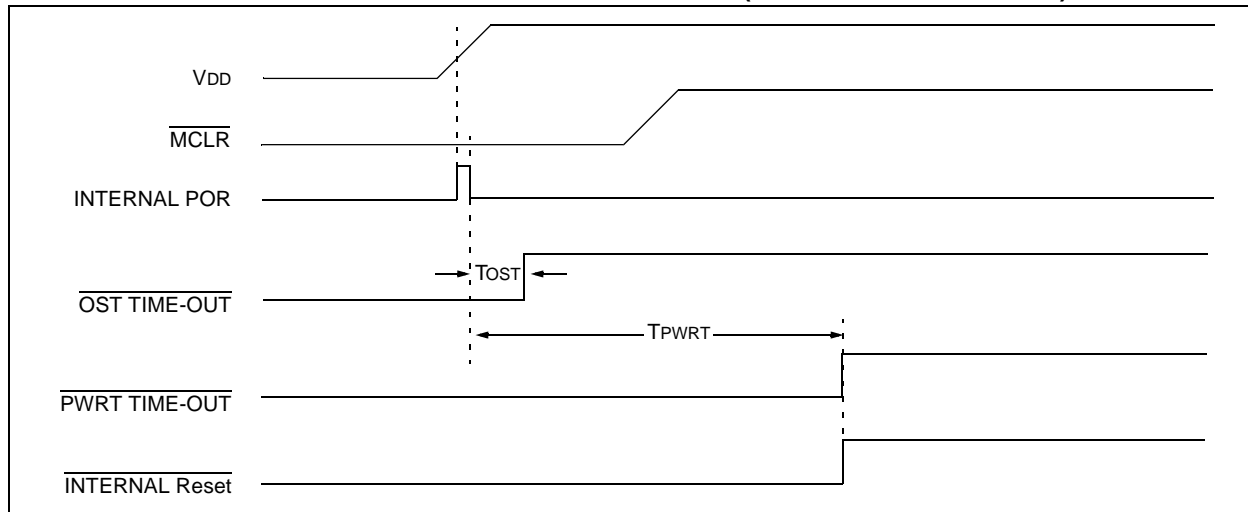 VDD
MCLR
INTERNAL POR
TOST
OST TIME-OUT
TPWRT
PWRT TIME-OUT
INTERNAL Reset